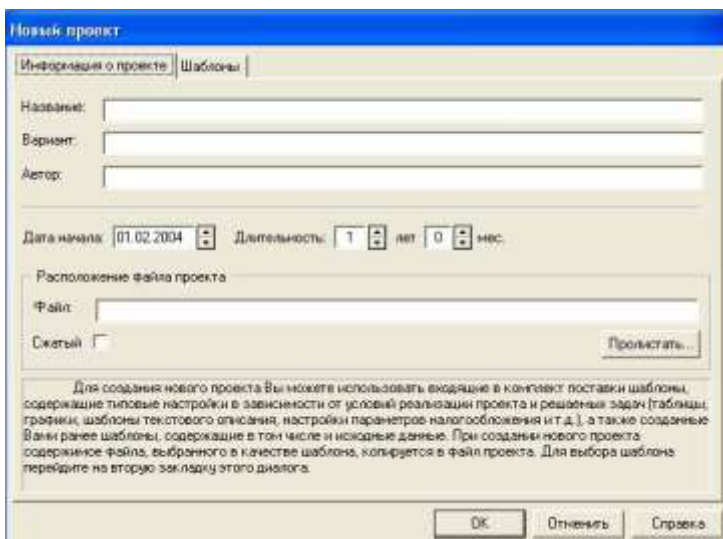 Новый проект
Информация о проекте Шаблоны
Название:
Вариант:
Автор:
Дата начала: 01.02.2004 Длительность: 1 лет 0 мес.
Расположение файла проекта
Файл:
Сжатый
Пролистать...
Для создания нового проекта Вы можете использовать входящие в комплект поставки шаблоны,
содержащие типовые настройки в зависимости от условий реализации проекта и решаемых задач (таблицы,
графики, шаблоны текстового описания, настройки параметров налогообложения и т.д.), а также созданные
Вами ранее шаблоны, содержащие в том числе и исходные данные. При создании нового проекта
содержимое файла, выбранного в качестве шаблона, копируется в файл проекта. Для выбора шаблона
перейдите на вторую закладку этого диалога.
OK Отменить Справка